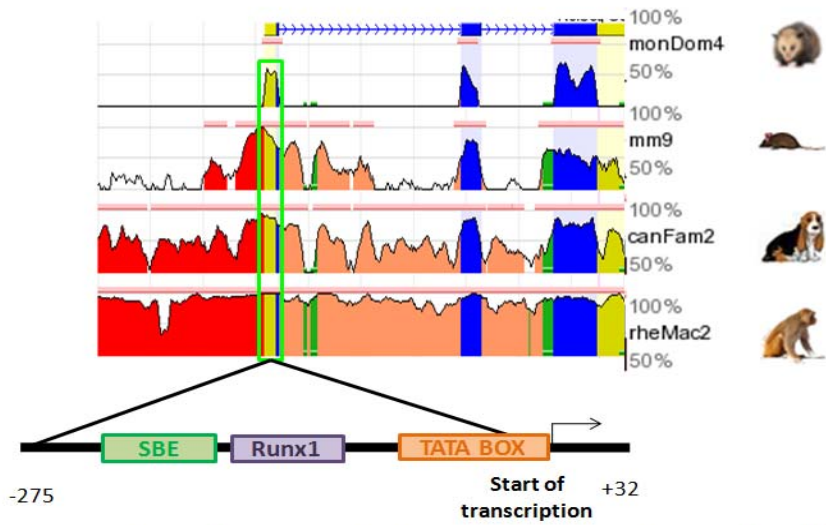 100%
monDom4
50%
100%
mm9
50%
100%
canFam2
50%
100%
rheMac2
50%
SBE
Runx1
TATA BOX
-275
Start of
transcription
+32